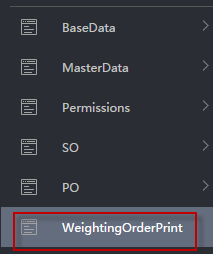 BaseData
MasterData
Permissions
SO
PO
WeightingOrderPrint